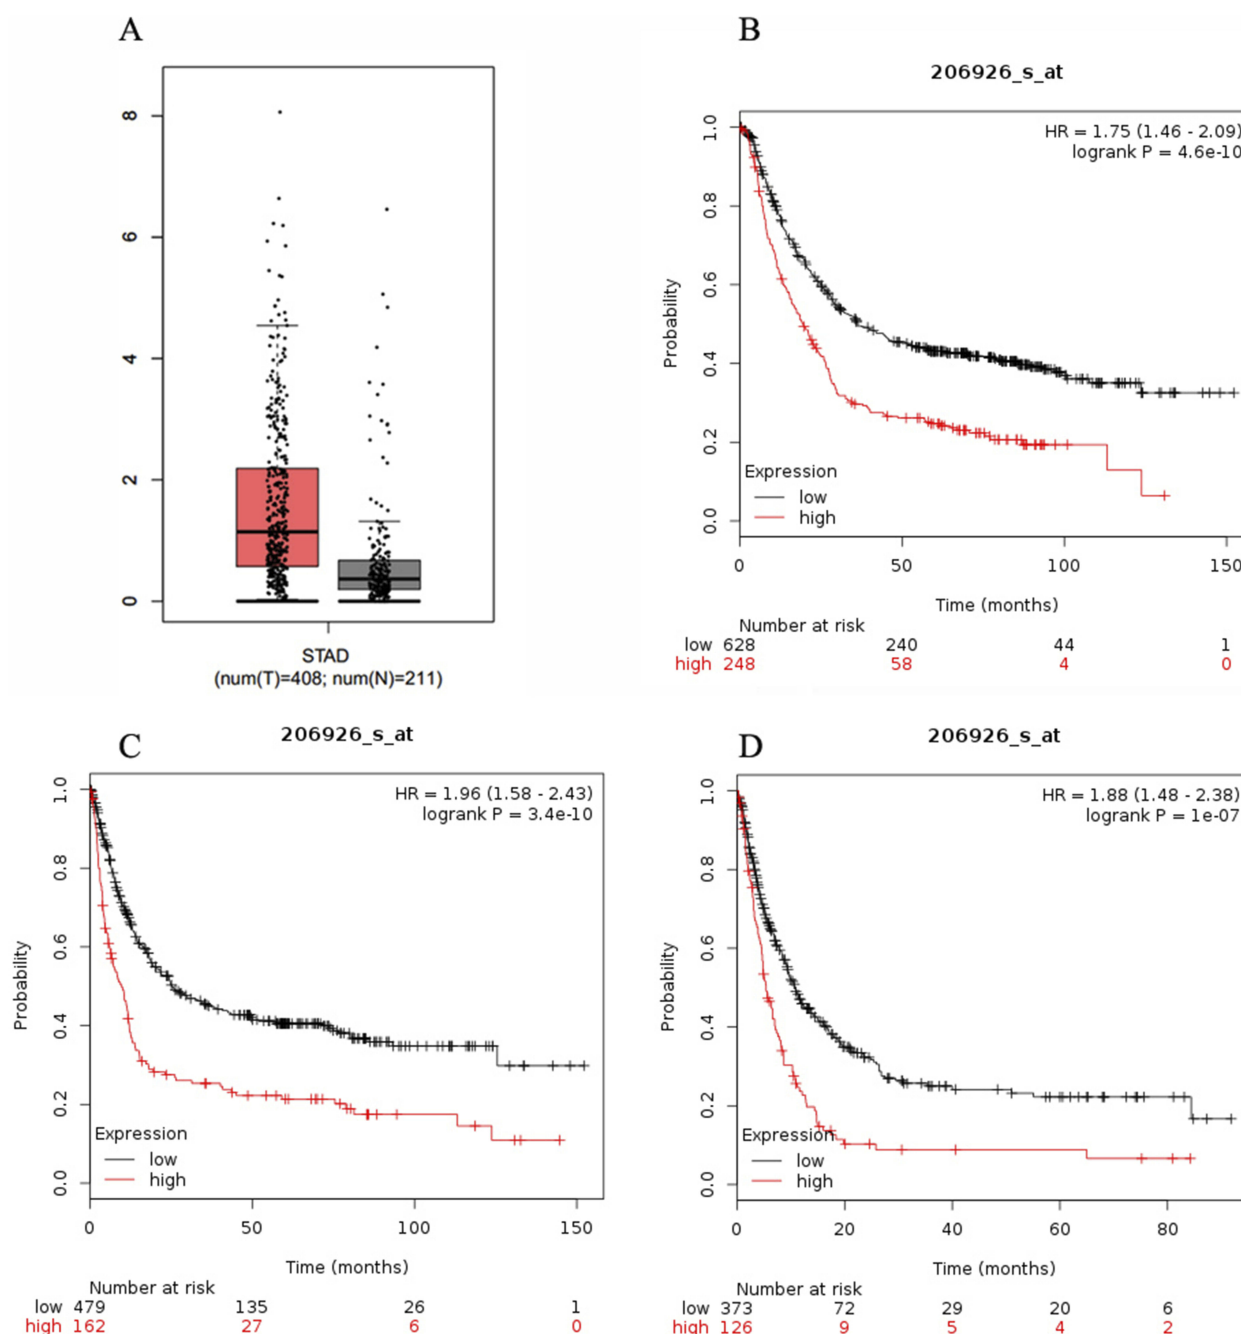 A
8
6
4
2
0
STAD
(num(T)=408; num(N)=211)
B
206926_s_at
HR = 1.75 (1.46 - 2.09)
logrank P = 4.6e-10
1.0
0.8
0.6
0.4
0.2
0.0
Probability
Expression
low
high
0 50 100 150
Time (months)
Number at risk
low 628 240 44 1
high 248 58 4 0
C
206926_s_at
HR = 1.96 (1.58 - 2.43)
logrank P = 3.4e-10
1.0
0.8
0.6
0.4
0.2
0.0
Probability
Expression
low
high
0 50 100 150
Time (months)
Number at risk
low 479 135 26 1
high 162 27 6 0
D
206926_s_at
HR = 1.88 (1.48 - 2.38)
logrank P = 1e-07
1.0
0.8
0.6
0.4
0.2
0.0
Probability
Expression
low
high
0 20 40 60 80
Time (months)
Number at risk
low 373 72 29 20 6
high 126 9 5 4 2